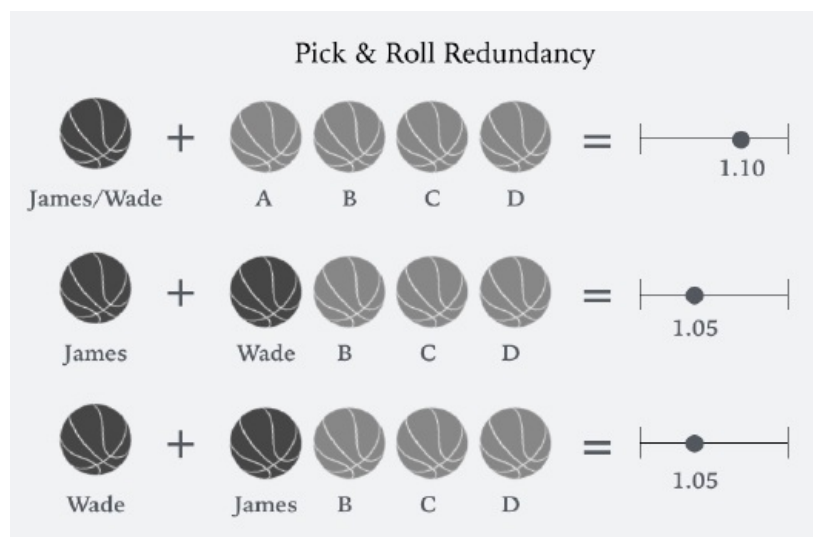 Pick & Roll Redundancy
+ =
1.10
James/Wade A B C D
+ =
1.05
James Wade B C D
+ =
1.05
Wade James B C D